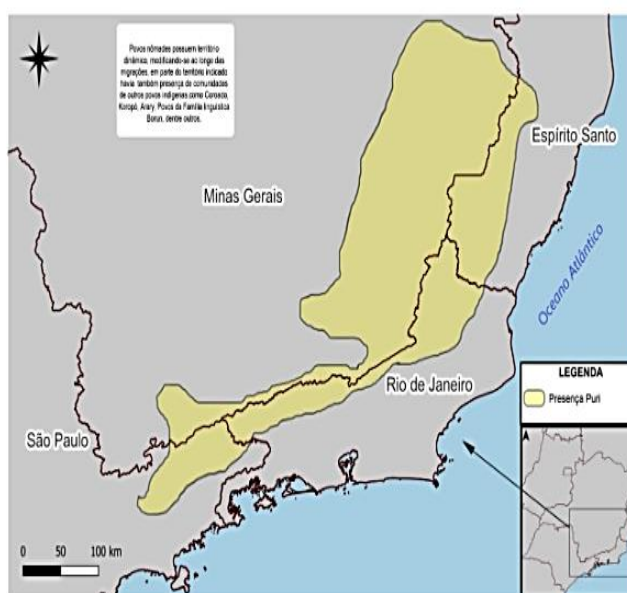 Povos nômades possuem território
dinâmico, modificando-se ao longo das
migrações, em parte do território indicado
havia também presença de comunidades
de outros povos indígenas como Coroado,
Koropó, Arary, Povos da Família linguística
Borun, dentre outros.
Espírito Santo
Minas Gerais
Oceano Atlântico
LEGENDA
Presença Puri
Rio de Janeiro
São Paulo
0 50 100 km